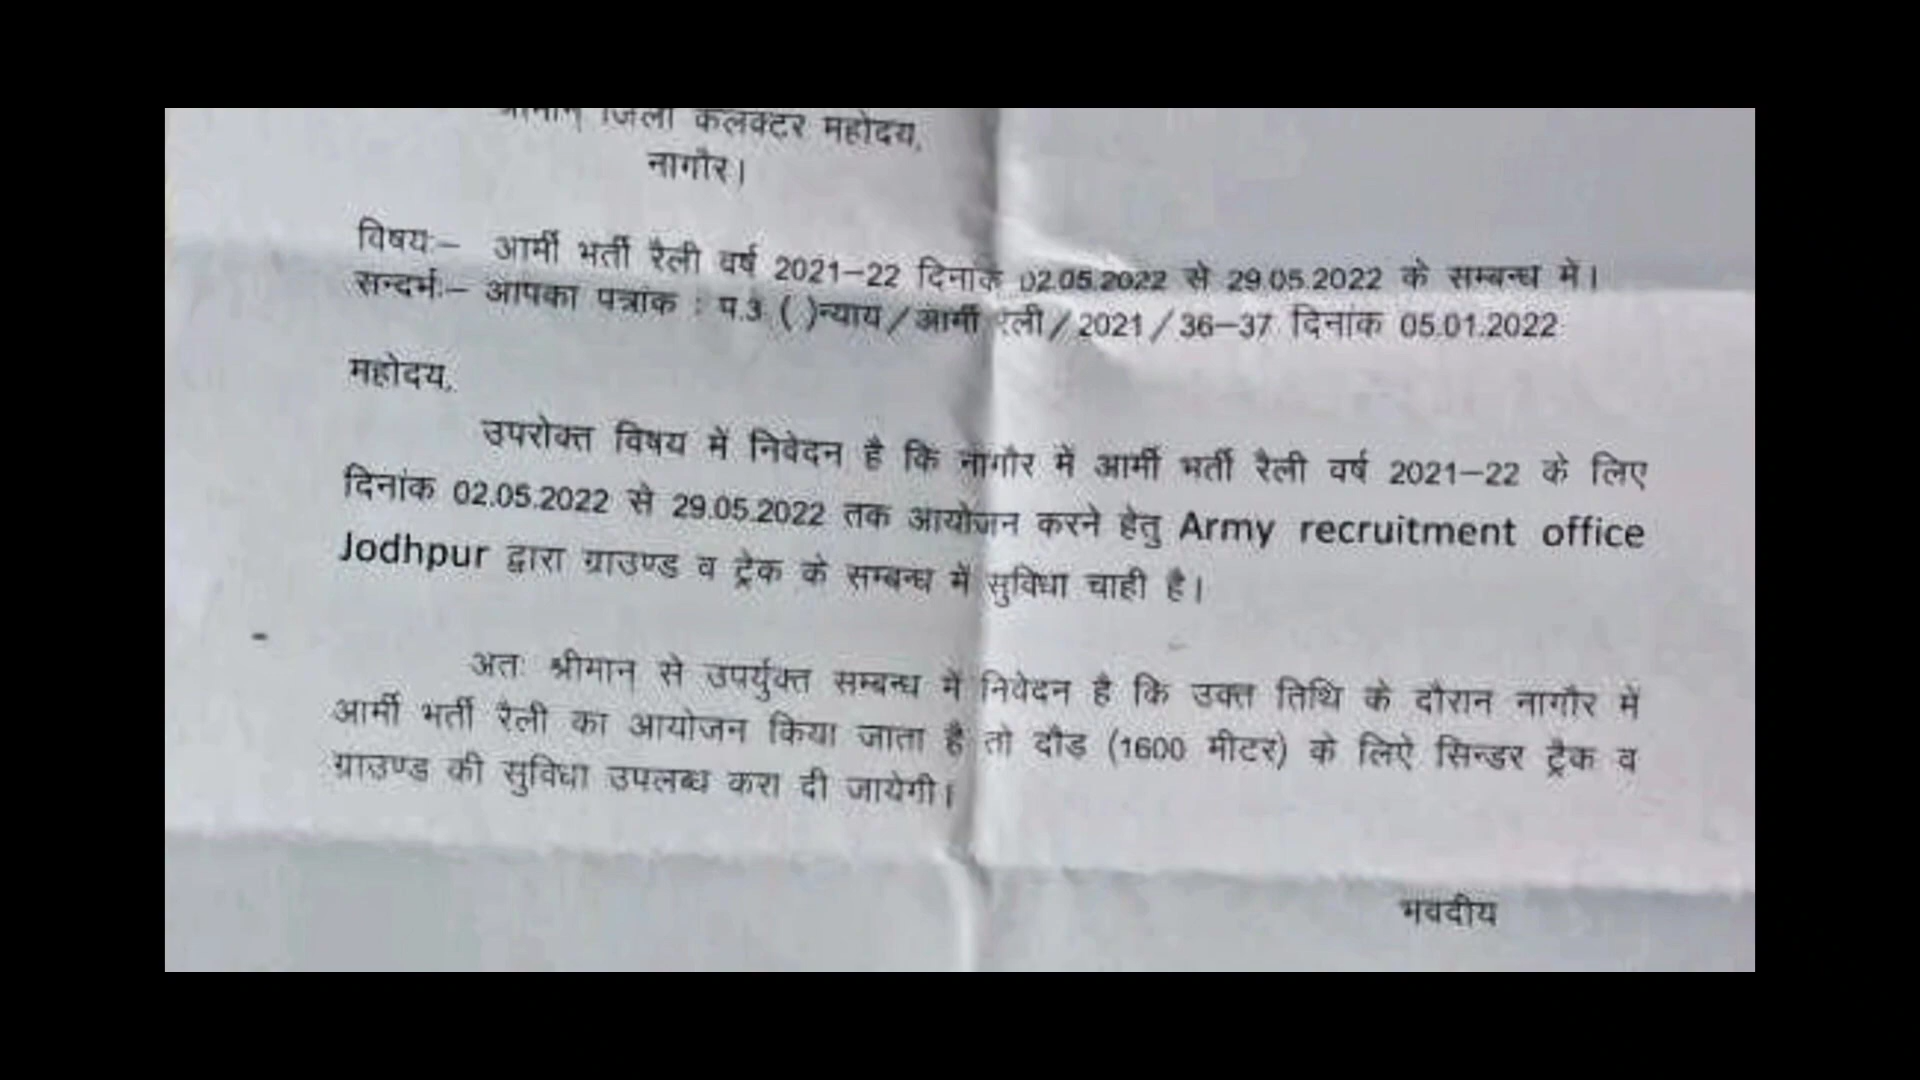 श्रीमान् जिला कलक्टर महोदय,
नागौर।
विषय:– आर्मी भर्ती रैली वर्ष 2021–22 दिनांक 02.05.2022 से 29.05.2022 के सम्बन्ध में।
सन्दर्भ:– आपका पत्रांक : प.3 ( )न्याय/आर्मी रैली/2021/36–37 दिनांक 05.01.2022
महोदय,
उपरोक्त विषय में निवेदन है कि नागौर में आर्मी भर्ती रैली वर्ष 2021–22 के लिए
दिनांक 02.05.2022 से 29.05.2022 तक आयोजन करने हेतु Army recruitment office
Jodhpur द्वारा ग्राउण्ड व ट्रेक के सम्बन्ध में सुविधा चाही है।
अतः श्रीमान् से उपर्युक्त सम्बन्ध में निवेदन है कि उक्त तिथि के दौरान नागौर में
आर्मी भर्ती रैली का आयोजन किया जाता है तो दौड (1600 मीटर) के लिऐ सिन्डर ट्रैक व
ग्राउण्ड की सुविधा उपलब्ध करा दी जायेगी।
भवदीय